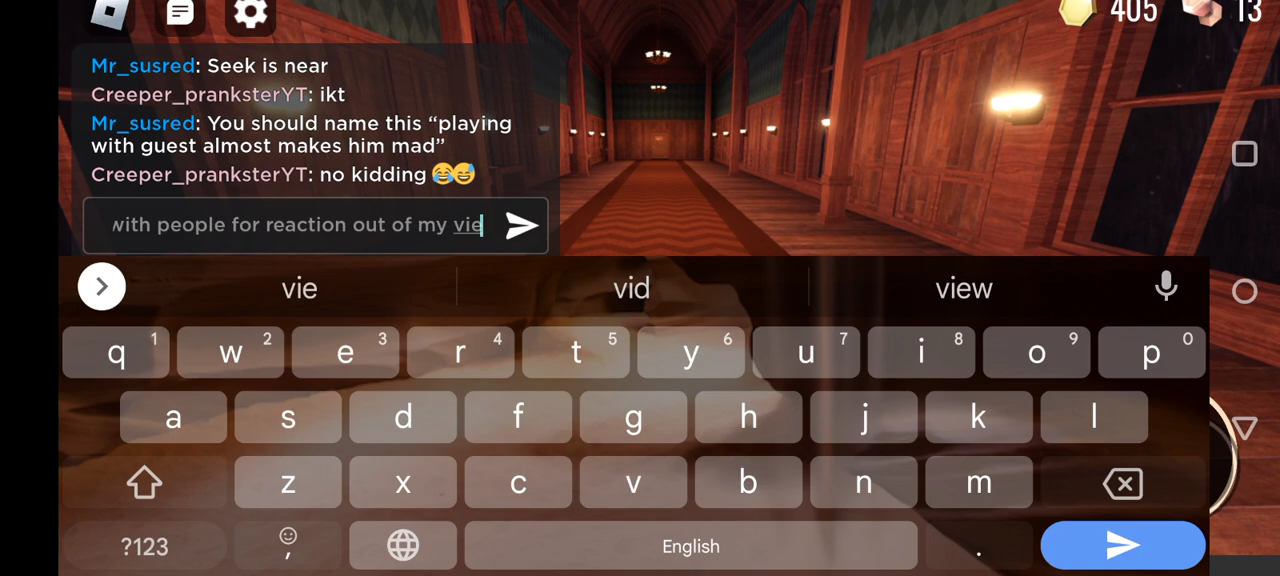 405 13
Mr_susred: Seek is near
Creeper_pranksterYT: ikt
Mr_susred: You should name this “playing
with guest almost makes him mad”
Creeper_pranksterYT: no kidding 😂😅
with people for reaction out of my vie
vie vid view
q 1 w 2 e 3 r 4 t 5 y 6 u 7 i 8 o 9 p 0
a s d f g h j k l
z x c v b n m
?123 , English .